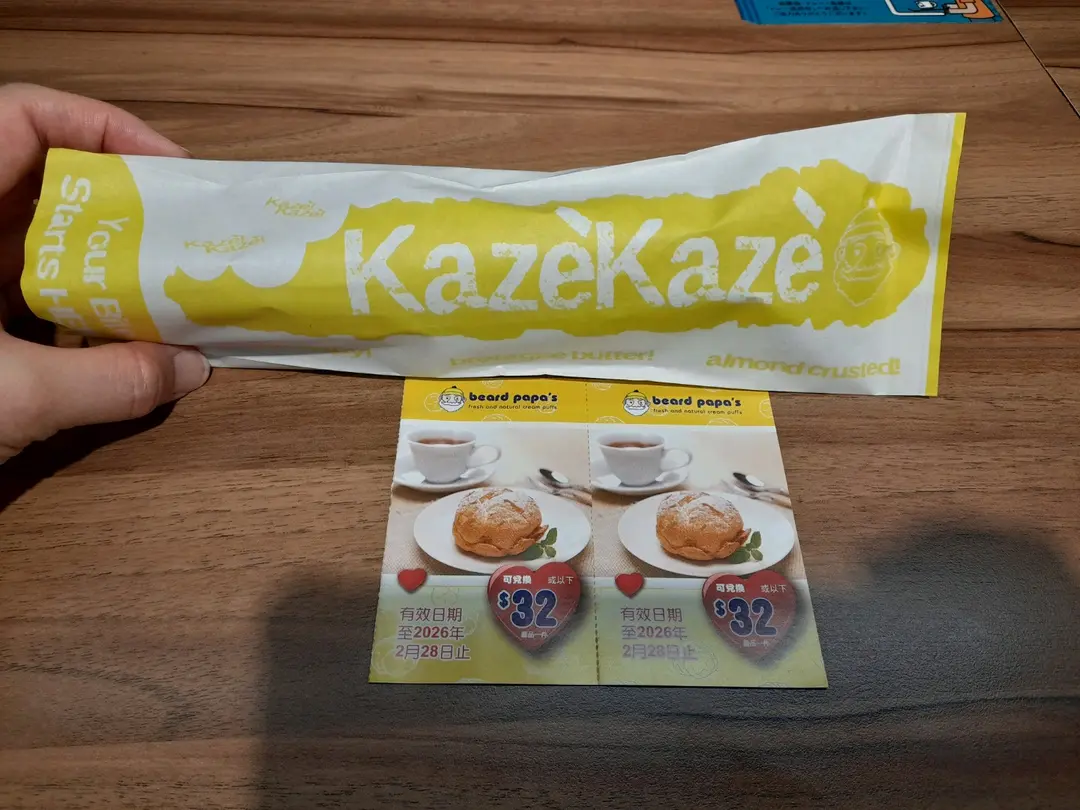 Your
Starts
KazèKazè
bretagne butter!
almond crusted!
beard papa's
fresh and natural cream puffs
可兌換
或以下
$32
有效日期
至2026年
2月28日止
beard papa's
fresh and natural cream puffs
可兌換
或以下
$32
有效日期
至2026年
2月28日止